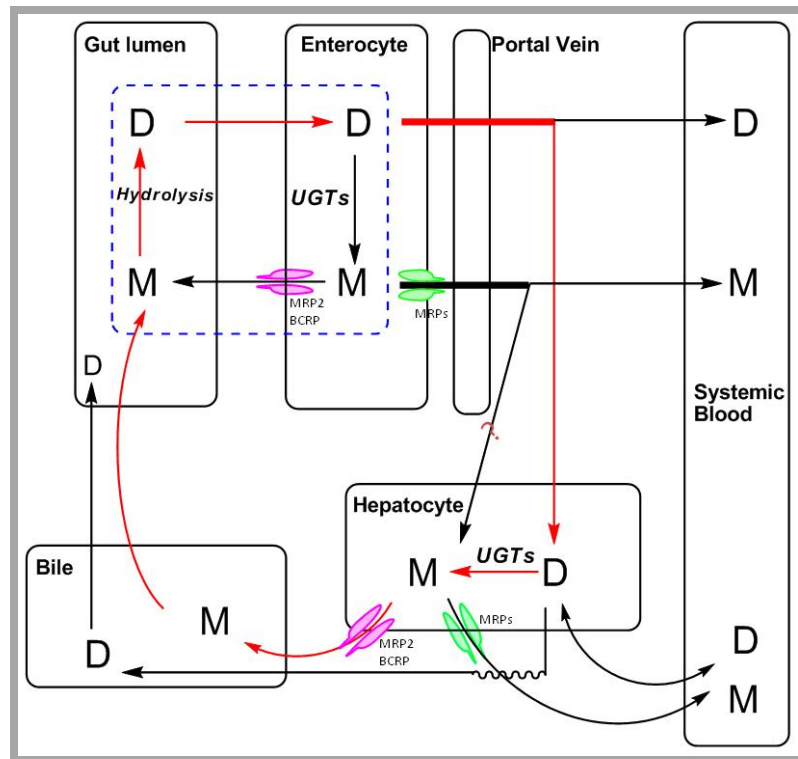 Gut lumen
Enterocyte
Portal Vein
D
D
D
Hydrolysis
UGTs
M
M
M
MRP2
BCRP
MRPs
D
Systemic
Blood
?
Hepatocyte
UGTs
M
D
Bile
M
MRPs
MRP2
BCRP
D
D
M